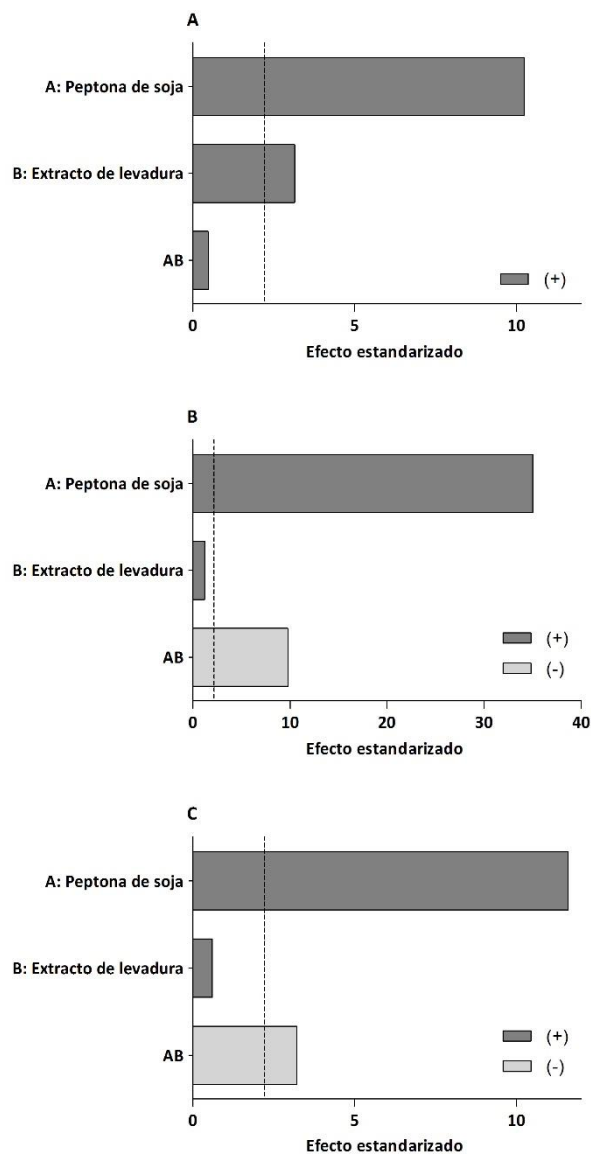 A
A: Peptona de soja
B: Extracto de levadura
AB
(+)
0 5 10
Efecto estandarizado
B
A: Peptona de soja
B: Extracto de levadura
AB
(+)
(-)
0 10 20 30 40
Efecto estandarizado
C
A: Peptona de soja
B: Extracto de levadura
AB
(+)
(-)
0 5 10
Efecto estandarizado